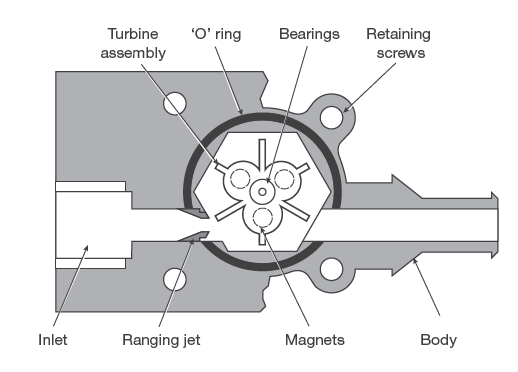 Turbine
assembly
‘O’ ring
Bearings
Retaining
screws
Inlet
Ranging jet
Magnets
Body